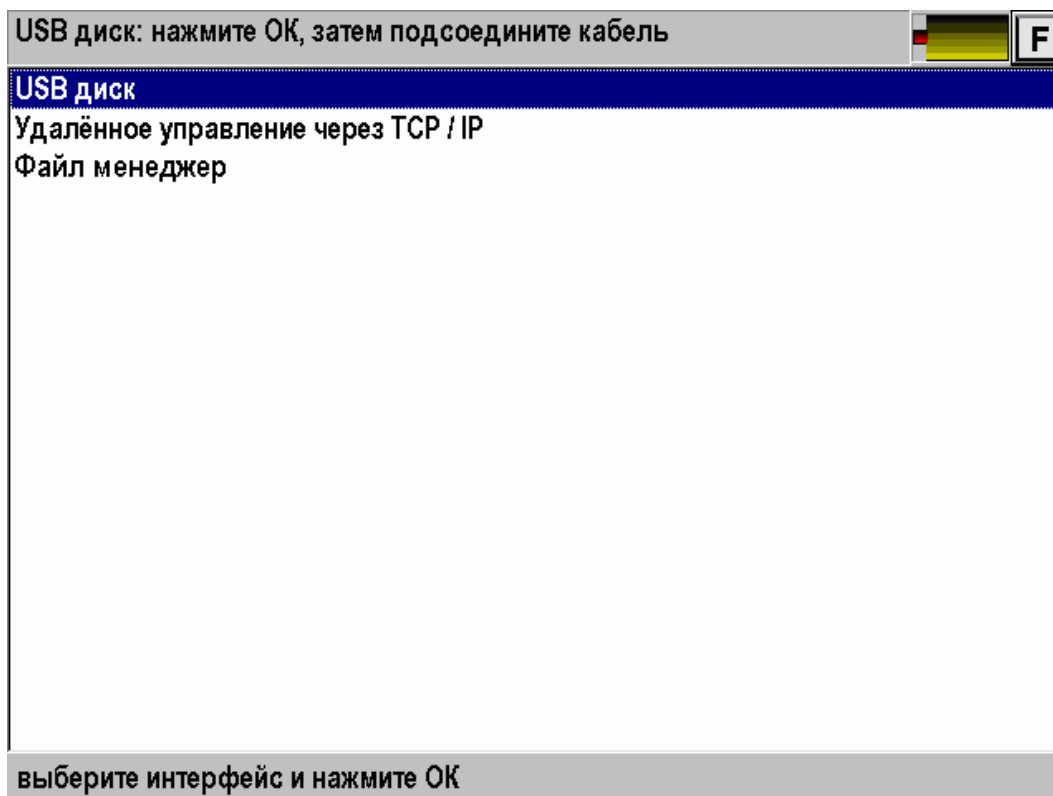 USB диск: нажмите ОК, затем подсоедините кабель
F
USB диск
Удалённое управление через TCP / IP
Файл менеджер
выберите интерфейс и нажмите ОК